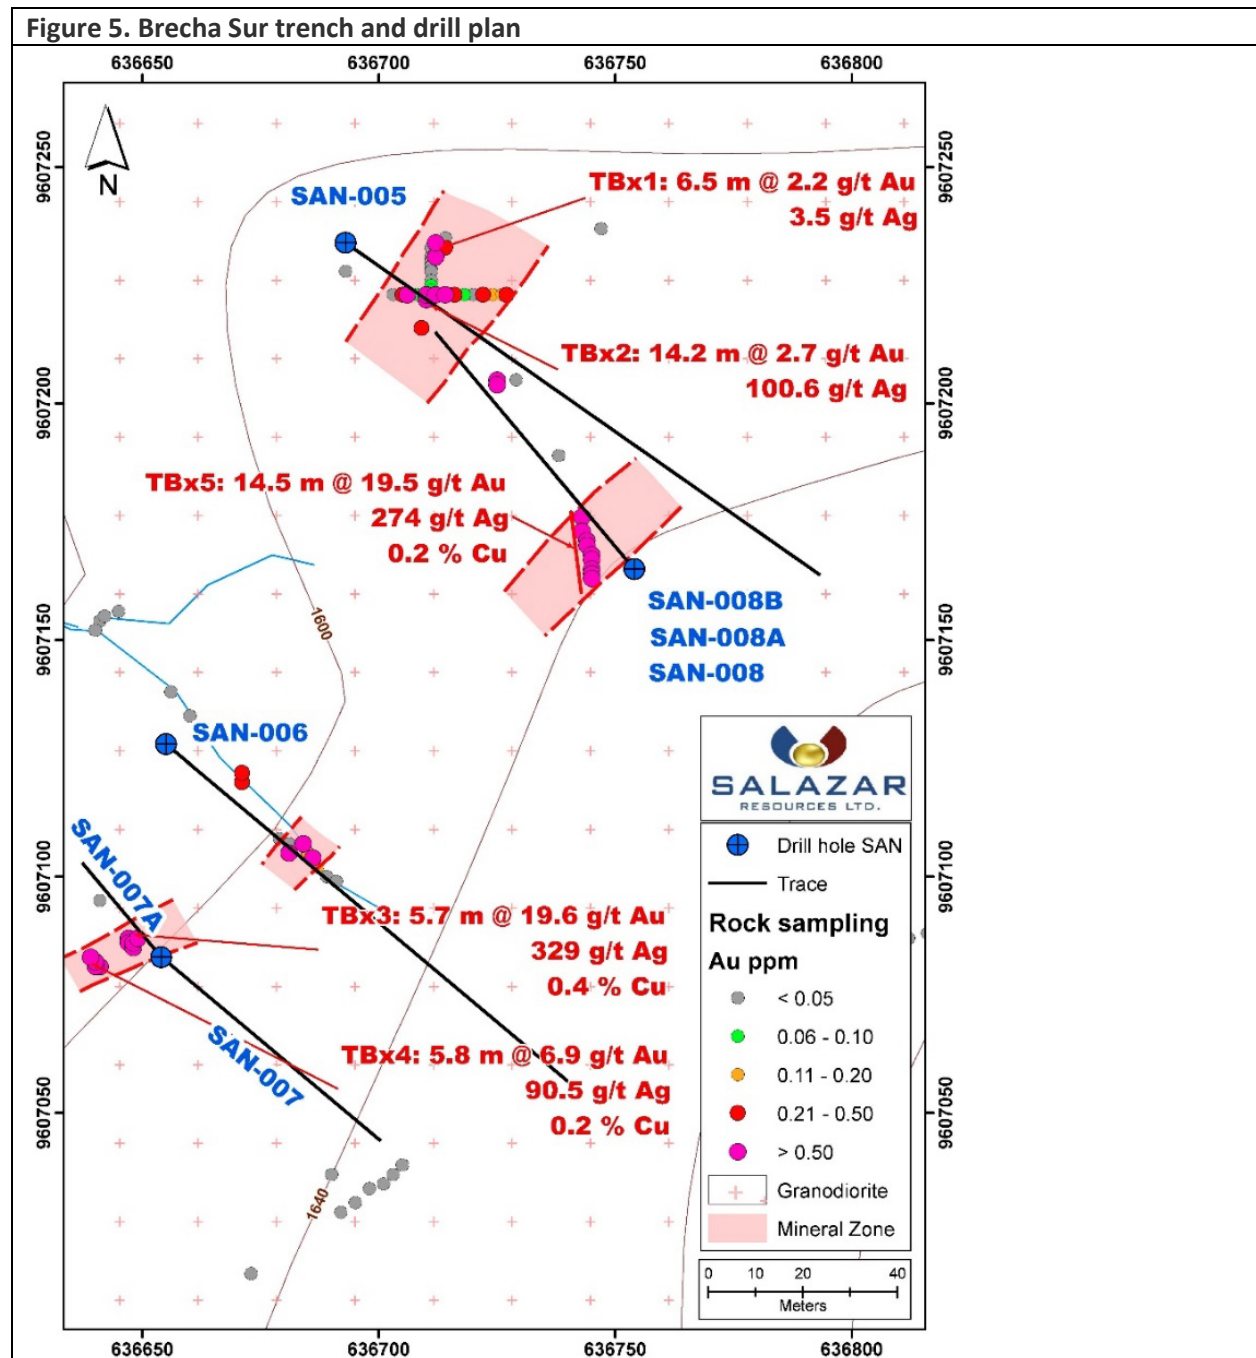 Figure 5. Brecha Sur trench and drill plan
636650 636700 636750 636800
9607250
9607250
N
TBx1: 6.5 m @ 2.2 g/t Au
3.5 g/t Ag
SAN-005
TBx2: 14.2 m @ 2.7 g/t Au
100.6 g/t Ag
9607200
9607200
TBx5: 14.5 m @ 19.5 g/t Au
274 g/t Ag
0.2 % Cu
SAN-008B
SAN-008A
SAN-008
9607150
9607150
1600
SAN-006
SAN-007A
9607100
9607100
TBx3: 5.7 m @ 19.6 g/t Au
329 g/t Ag
0.4 % Cu
SAN-007
TBx4: 5.8 m @ 6.9 g/t Au
90.5 g/t Ag
0.2 % Cu
9607050
9607050
1640
SALAZAR
RESOURCES LTD.
Drill hole SAN
Trace
Rock sampling
Au ppm
< 0.05
0.06 - 0.10
0.11 - 0.20
0.21 - 0.50
> 0.50
Granodiorite
Mineral Zone
0 10 20 40
Meters
636650 636700 636750 636800